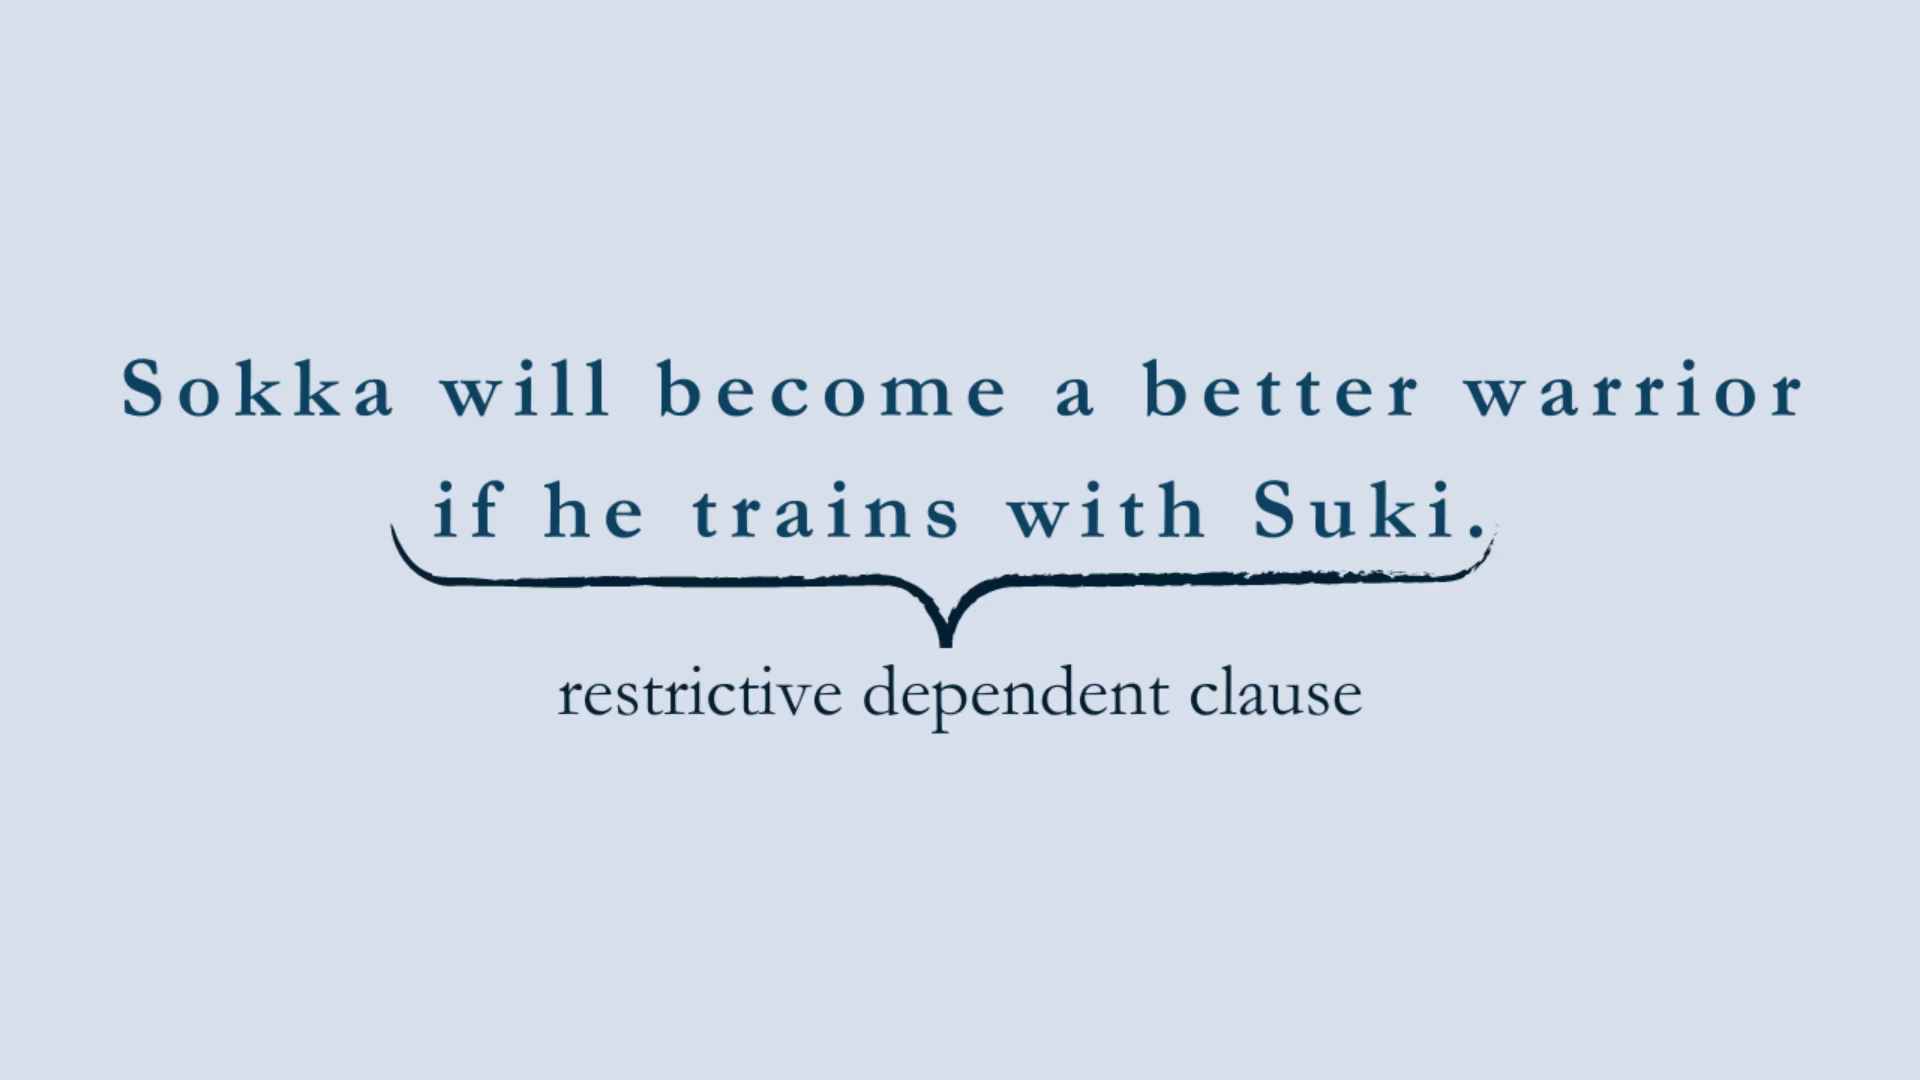 Sokka will become a better warrior
if he trains with Suki.
restrictive dependent clause